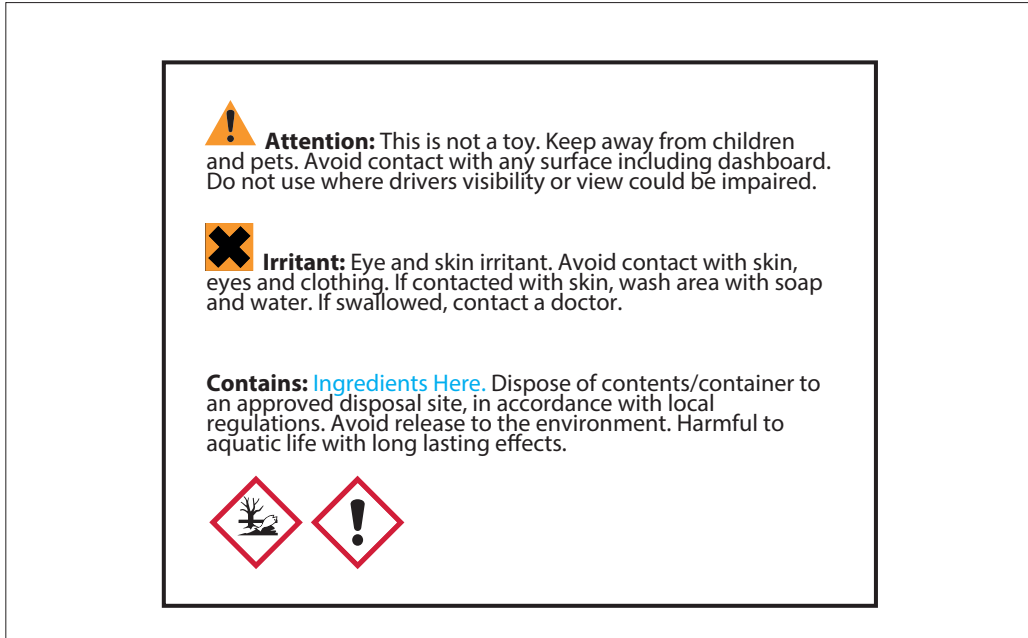 Attention: This is not a toy. Keep away from children
and pets. Avoid contact with any surface including dashboard.
Do not use where drivers visibility or view could be impaired.
Irritant: Eye and skin irritant. Avoid contact with skin,
eyes and clothing. If contacted with skin, wash area with soap
and water. If swallowed, contact a doctor.
Contains: Ingredients Here. Dispose of contents/container to
an approved disposal site, in accordance with local
regulations. Avoid release to the environment. Harmful to
aquatic life with long lasting effects.